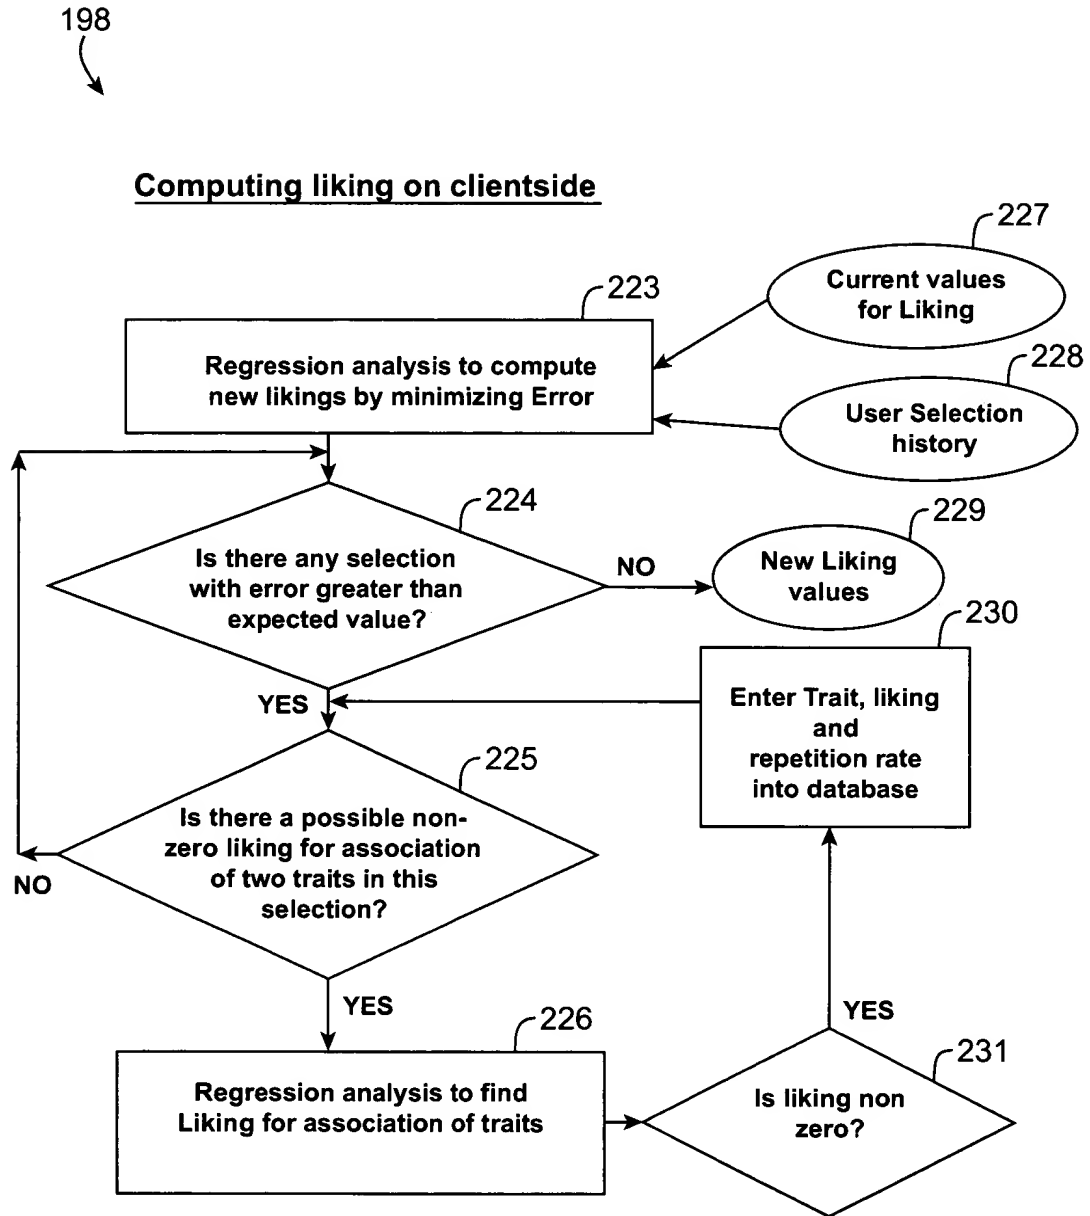 198
Computing liking on clientside
227
Current values
for Liking
223
Regression analysis to compute
new likings by minimizing Error
228
User Selection
history
224
Is there any selection
with error greater than
expected value?
NO
229
New Liking
values
230
Enter Trait, liking
and
repetition rate
into database
YES
225
Is there a possible non-
zero liking for association
of two traits in this
selection?
NO
YES
226
Regression analysis to find
Liking for association of traits
YES
231
Is liking non
zero?